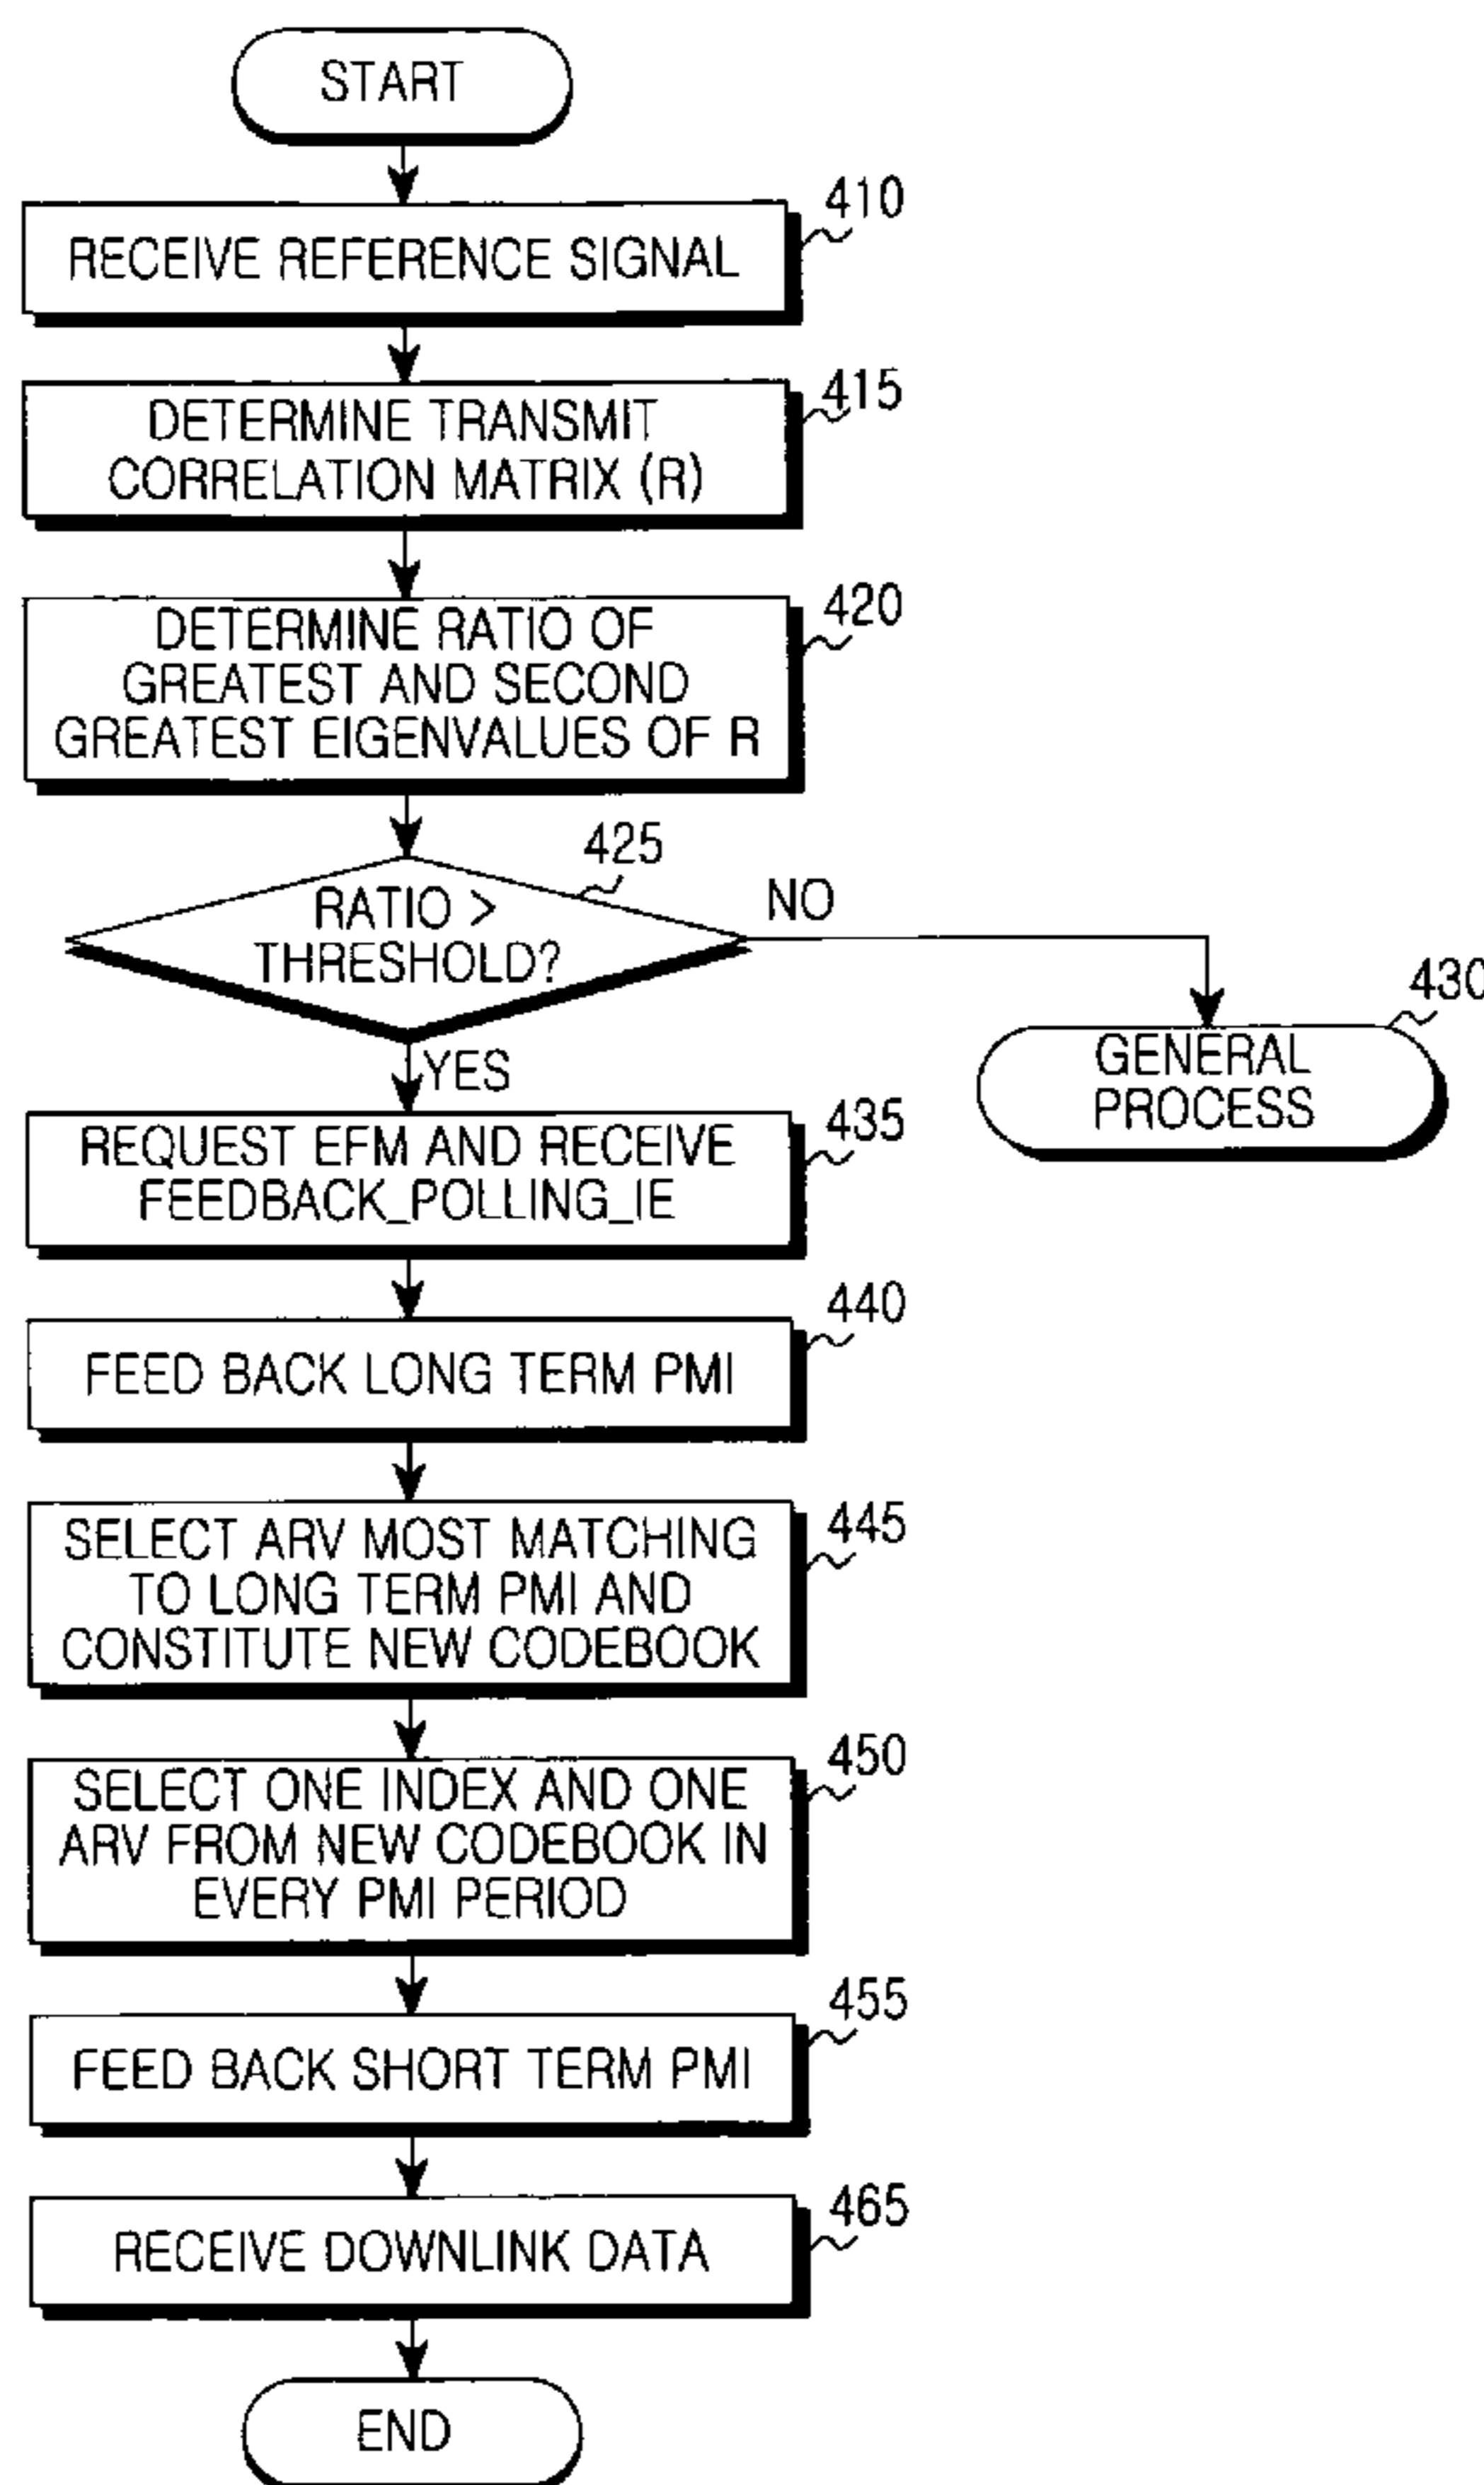 START
410
RECEIVE REFERENCE SIGNAL
415
DETERMINE TRANSMIT
CORRELATION MATRIX (R)
420
DETERMINE RATIO OF
GREATEST AND SECOND
GREATEST EIGENVALUES OF R
425
RATIO >
THRESHOLD?
NO
430
GENERAL
PROCESS
YES
435
REQUEST EFM AND RECEIVE
FEEDBACK_POLLING_IE
440
FEED BACK LONG TERM PMI
445
SELECT ARV MOST MATCHING
TO LONG TERM PMI AND
CONSTITUTE NEW CODEBOOK
450
SELECT ONE INDEX AND ONE
ARV FROM NEW CODEBOOK IN
EVERY PMI PERIOD
455
FEED BACK SHORT TERM PMI
465
RECEIVE DOWNLINK DATA
END